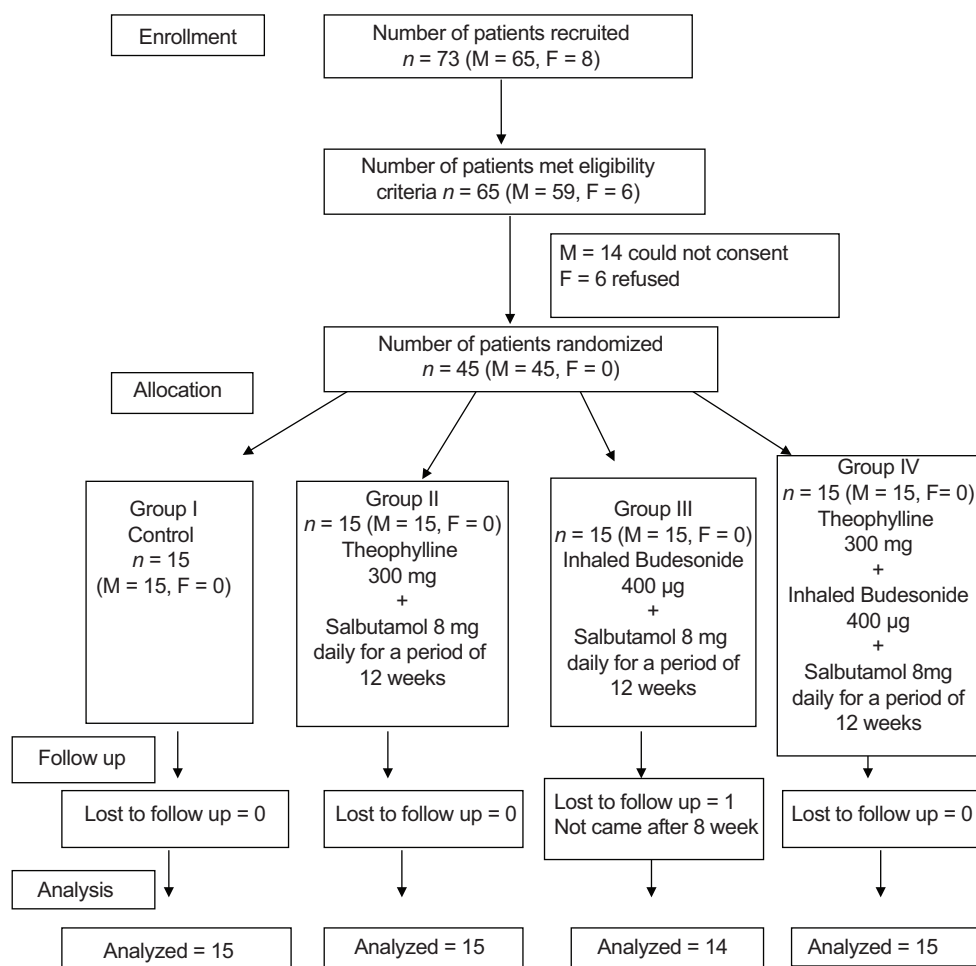 Enrollment
Number of patients recruited
n = 73 (M = 65, F = 8)
Number of patients met eligibility
criteria n = 65 (M = 59, F = 6)
M = 14 could not consent
F = 6 refused
Number of patients randomized
n = 45 (M = 45, F = 0)
Allocation
Group I
Control
n = 15
(M = 15, F = 0)
Group II
n = 15 (M = 15, F = 0)
Theophylline
300 mg
+
Salbutamol 8 mg
daily for a period of
12 weeks
Group III
n = 15 (M = 15, F = 0)
Inhaled Budesonide
400 µg
+
Salbutamol 8 mg
daily for a period of
12 weeks
Group IV
n = 15 (M = 15, F= 0)
Theophylline
300 mg
+
Inhaled Budesonide
400 µg
+
Salbutamol 8mg
daily for a period of
12 weeks
Follow up
Lost to follow up = 0
Lost to follow up = 0
Lost to follow up = 1
Not came after 8 week
Lost to follow up = 0
Analysis
Analyzed = 15
Analyzed = 15
Analyzed = 14
Analyzed = 15